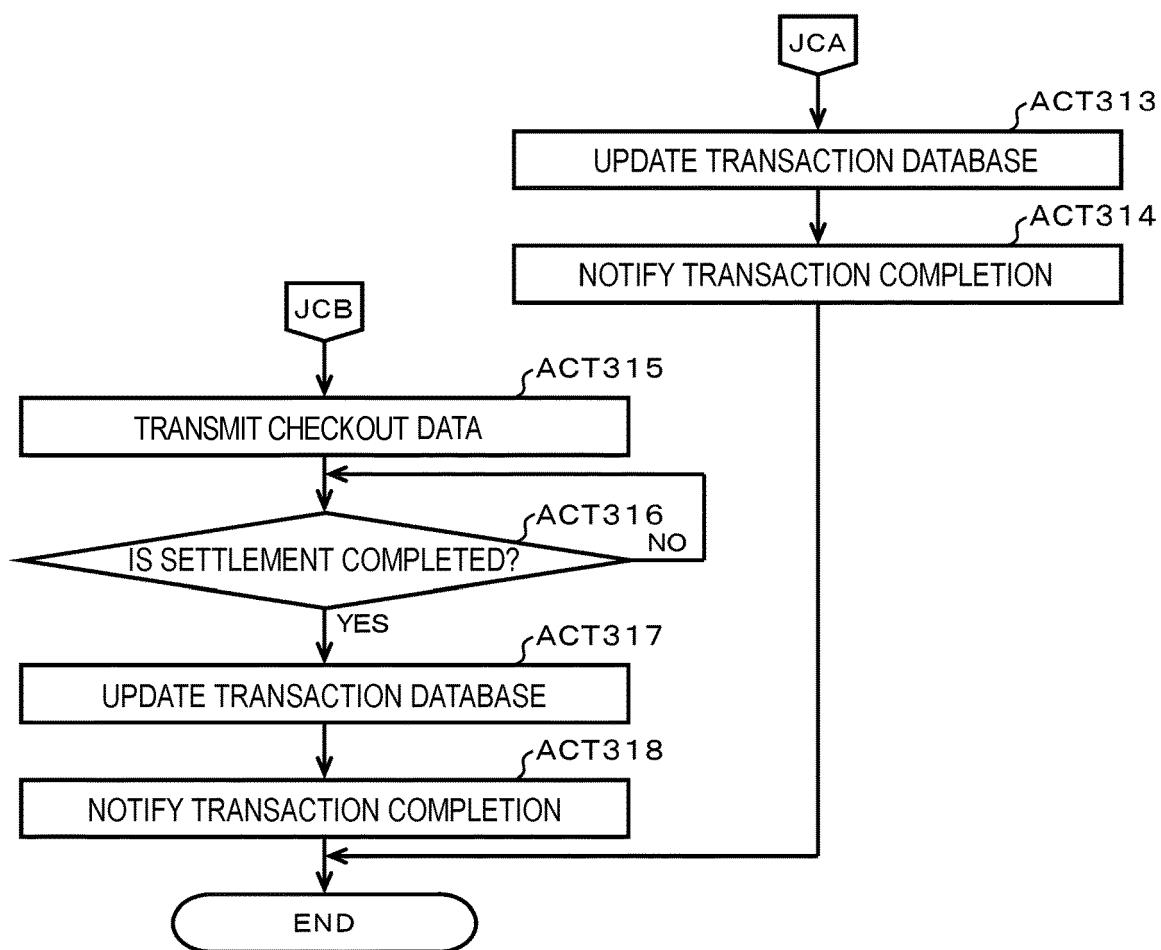 JCA
ACT313
UPDATE TRANSACTION DATABASE
ACT314
NOTIFY TRANSACTION COMPLETION
JCB
ACT315
TRANSMIT CHECKOUT DATA
ACT316
IS SETTLEMENT COMPLETED?
NO
YES
ACT317
UPDATE TRANSACTION DATABASE
ACT318
NOTIFY TRANSACTION COMPLETION
END